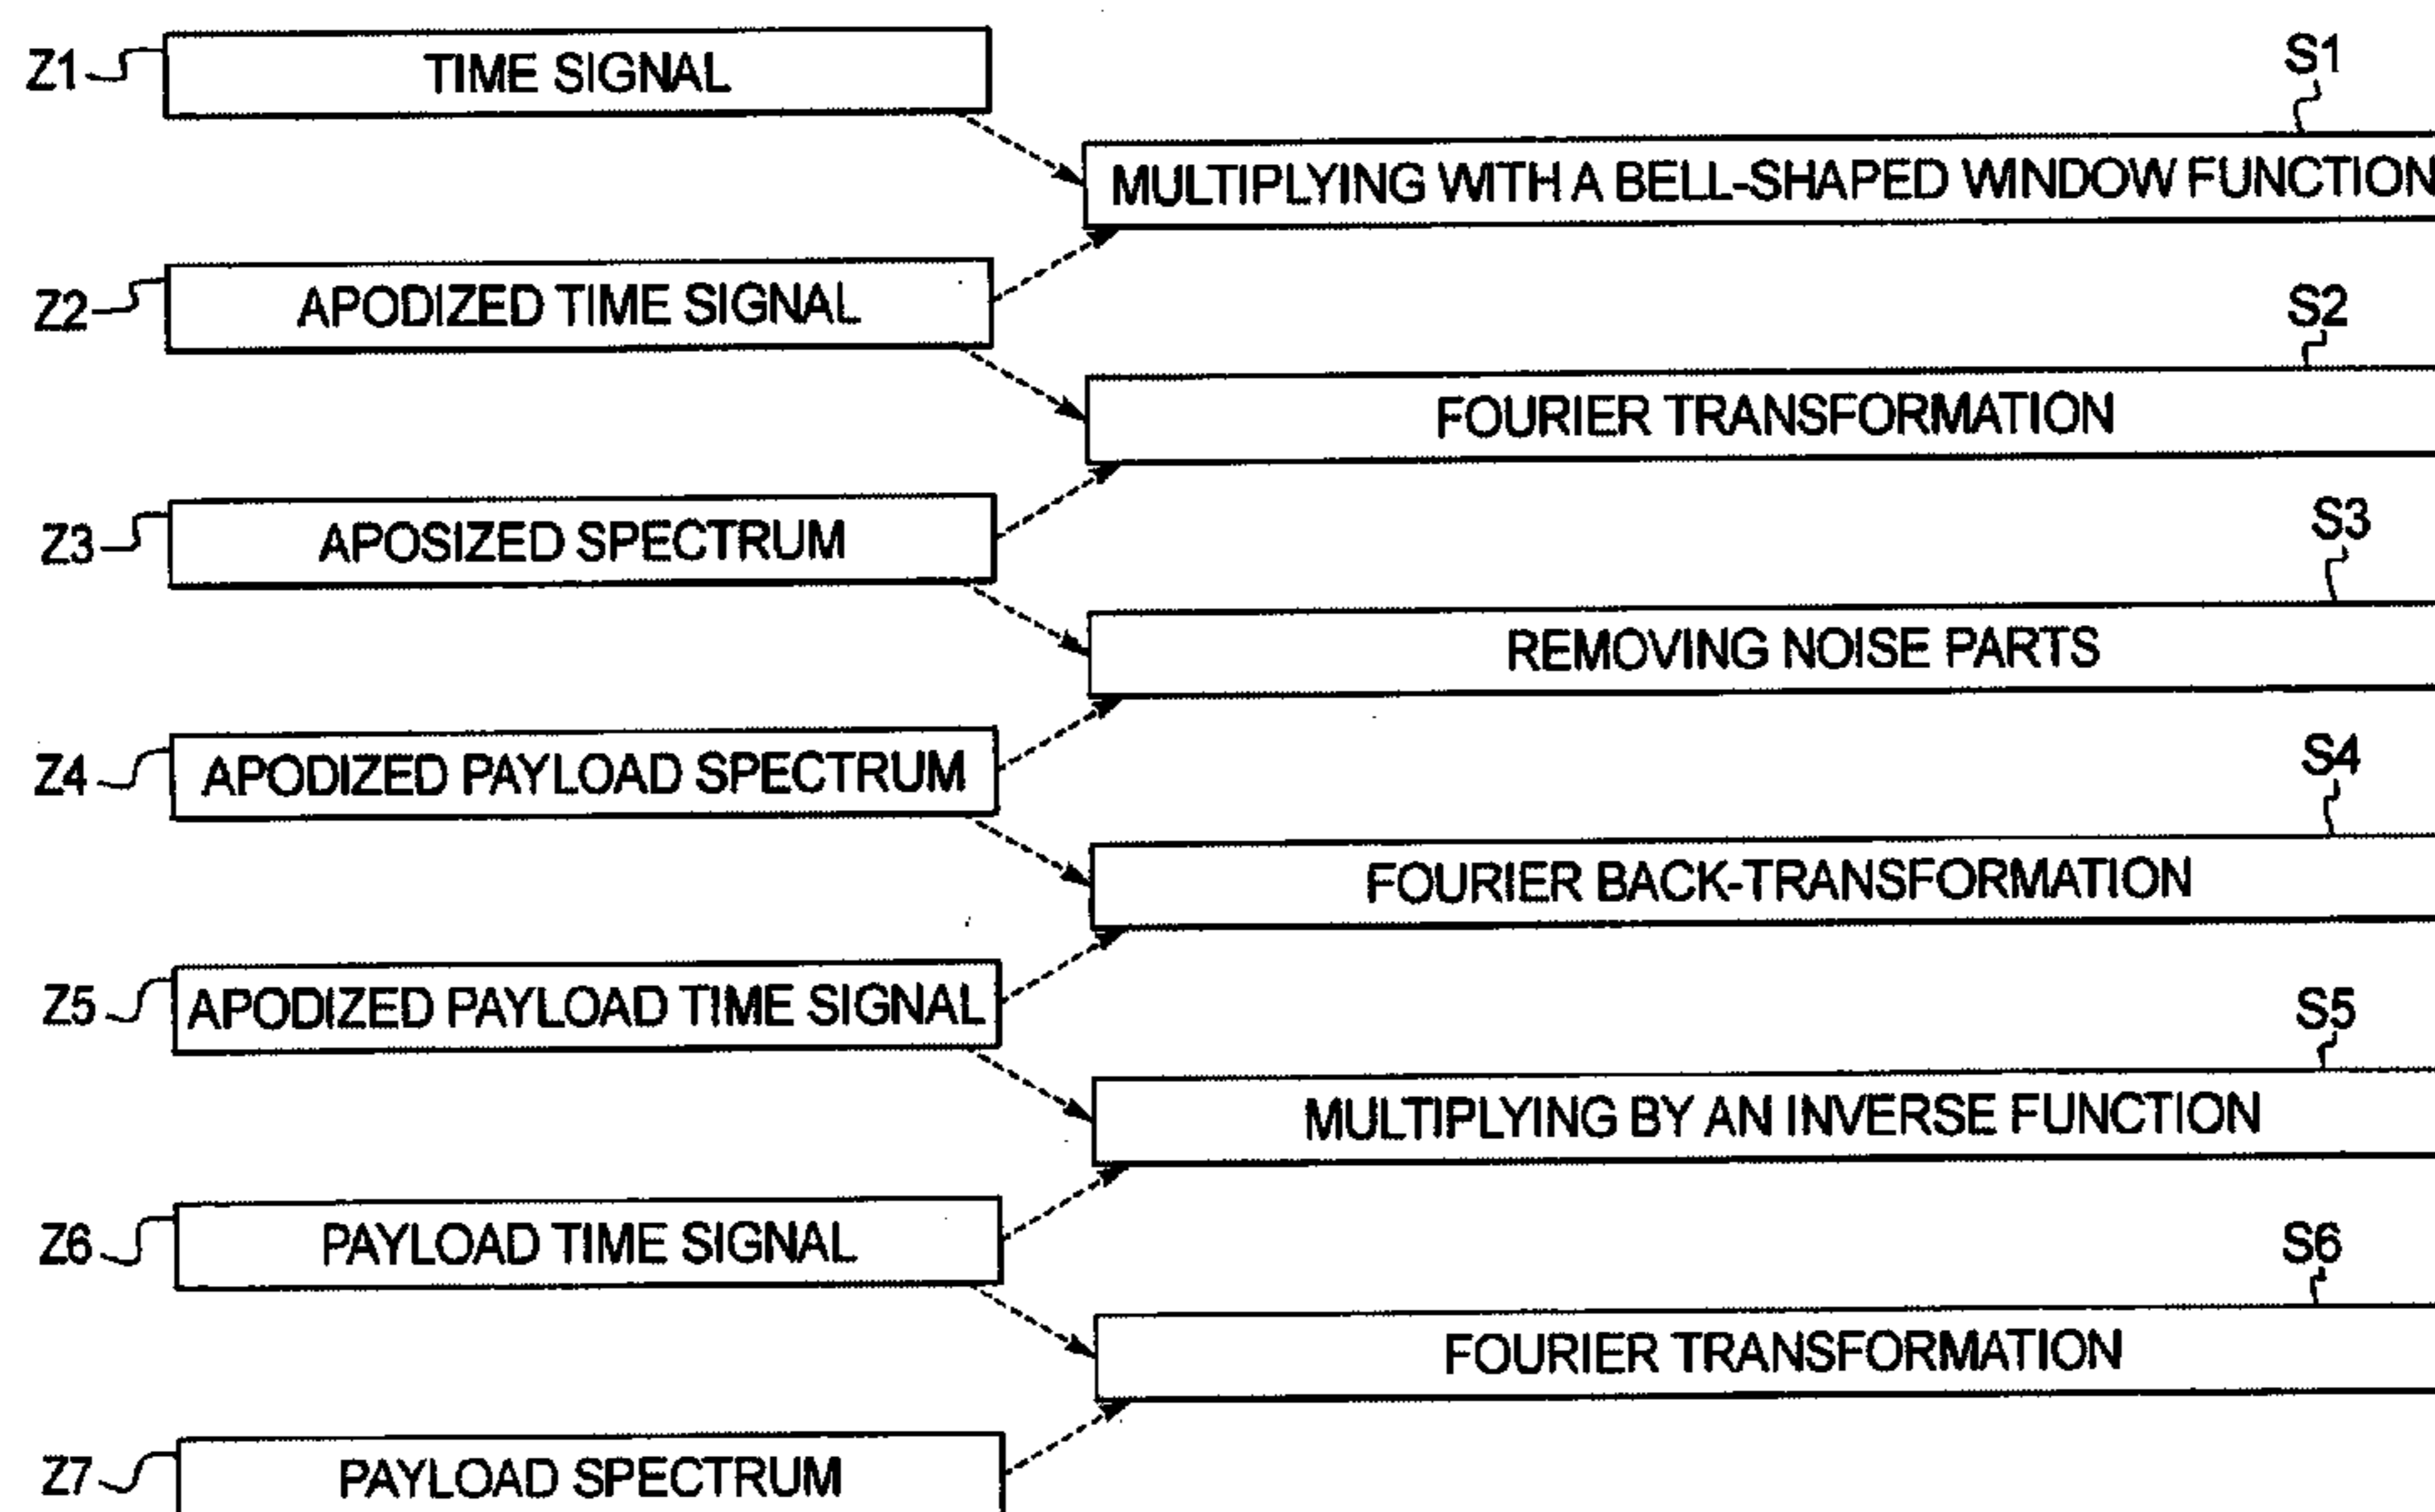 Z1 TIME SIGNAL
S1
MULTIPLYING WITH A BELL-SHAPED WINDOW FUNCTION
Z2 APODIZED TIME SIGNAL
S2
FOURIER TRANSFORMATION
Z3 APOSIZED SPECTRUM
S3
REMOVING NOISE PARTS
Z4 APODIZED PAYLOAD SPECTRUM
S4
FOURIER BACK-TRANSFORMATION
Z5 APODIZED PAYLOAD TIME SIGNAL
S5
MULTIPLYING BY AN INVERSE FUNCTION
Z6 PAYLOAD TIME SIGNAL
S6
FOURIER TRANSFORMATION
Z7 PAYLOAD SPECTRUM